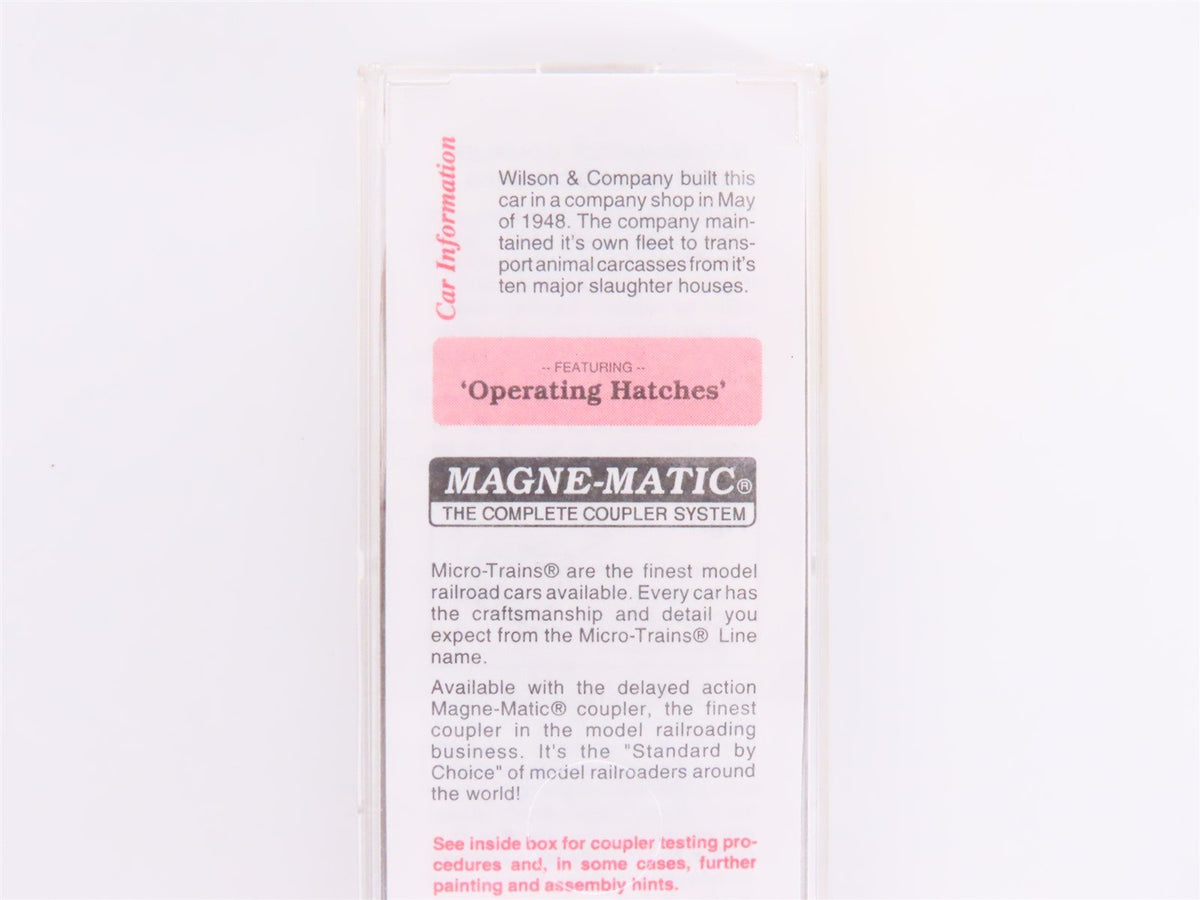 Car Information
Wilson & Company built this
car in a company shop in May
of 1948. The company main-
tained it's own fleet to trans-
port animal carcasses from it's
ten major slaughter houses.
-- FEATURING --
‘Operating Hatches’
MAGNE-MATIC®
THE COMPLETE COUPLER SYSTEM
Micro-Trains® are the finest model
railroad cars available. Every car has
the craftsmanship and detail you
expect from the Micro-Trains® Line
name.
Available with the delayed action
Magne-Matic® coupler, the finest
coupler in the model railroading
business. It's the "Standard by
Choice" of model railroaders around
the world!
See inside box for coupler testing pro-
cedures and, in some cases, further
painting and assembly hints.